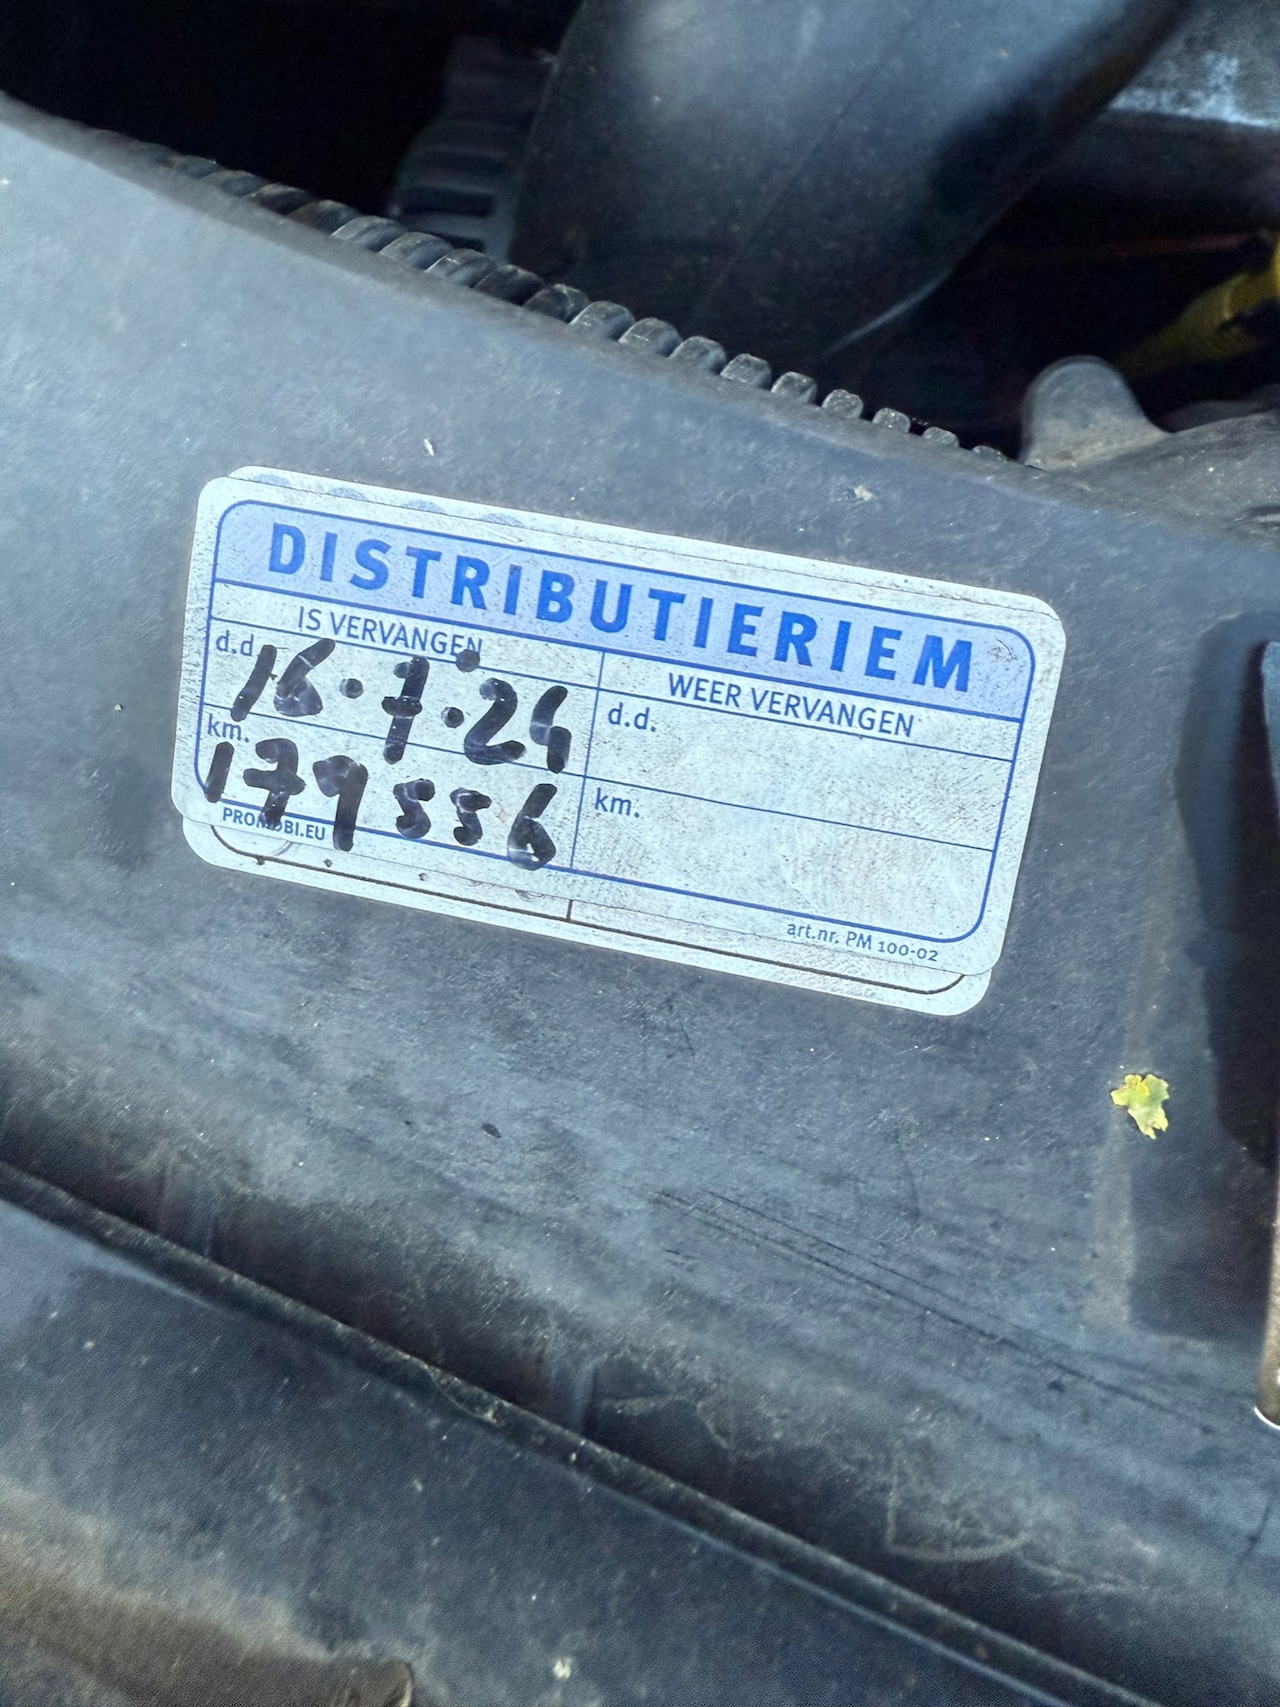 DISTRIBUTIERIEM
IS VERVANGEN
d.d. 16.7.24
km. 179556
PROMOBI.EU
WEER VERVANGEN
d.d.
km.
art.nr. PM 100-02